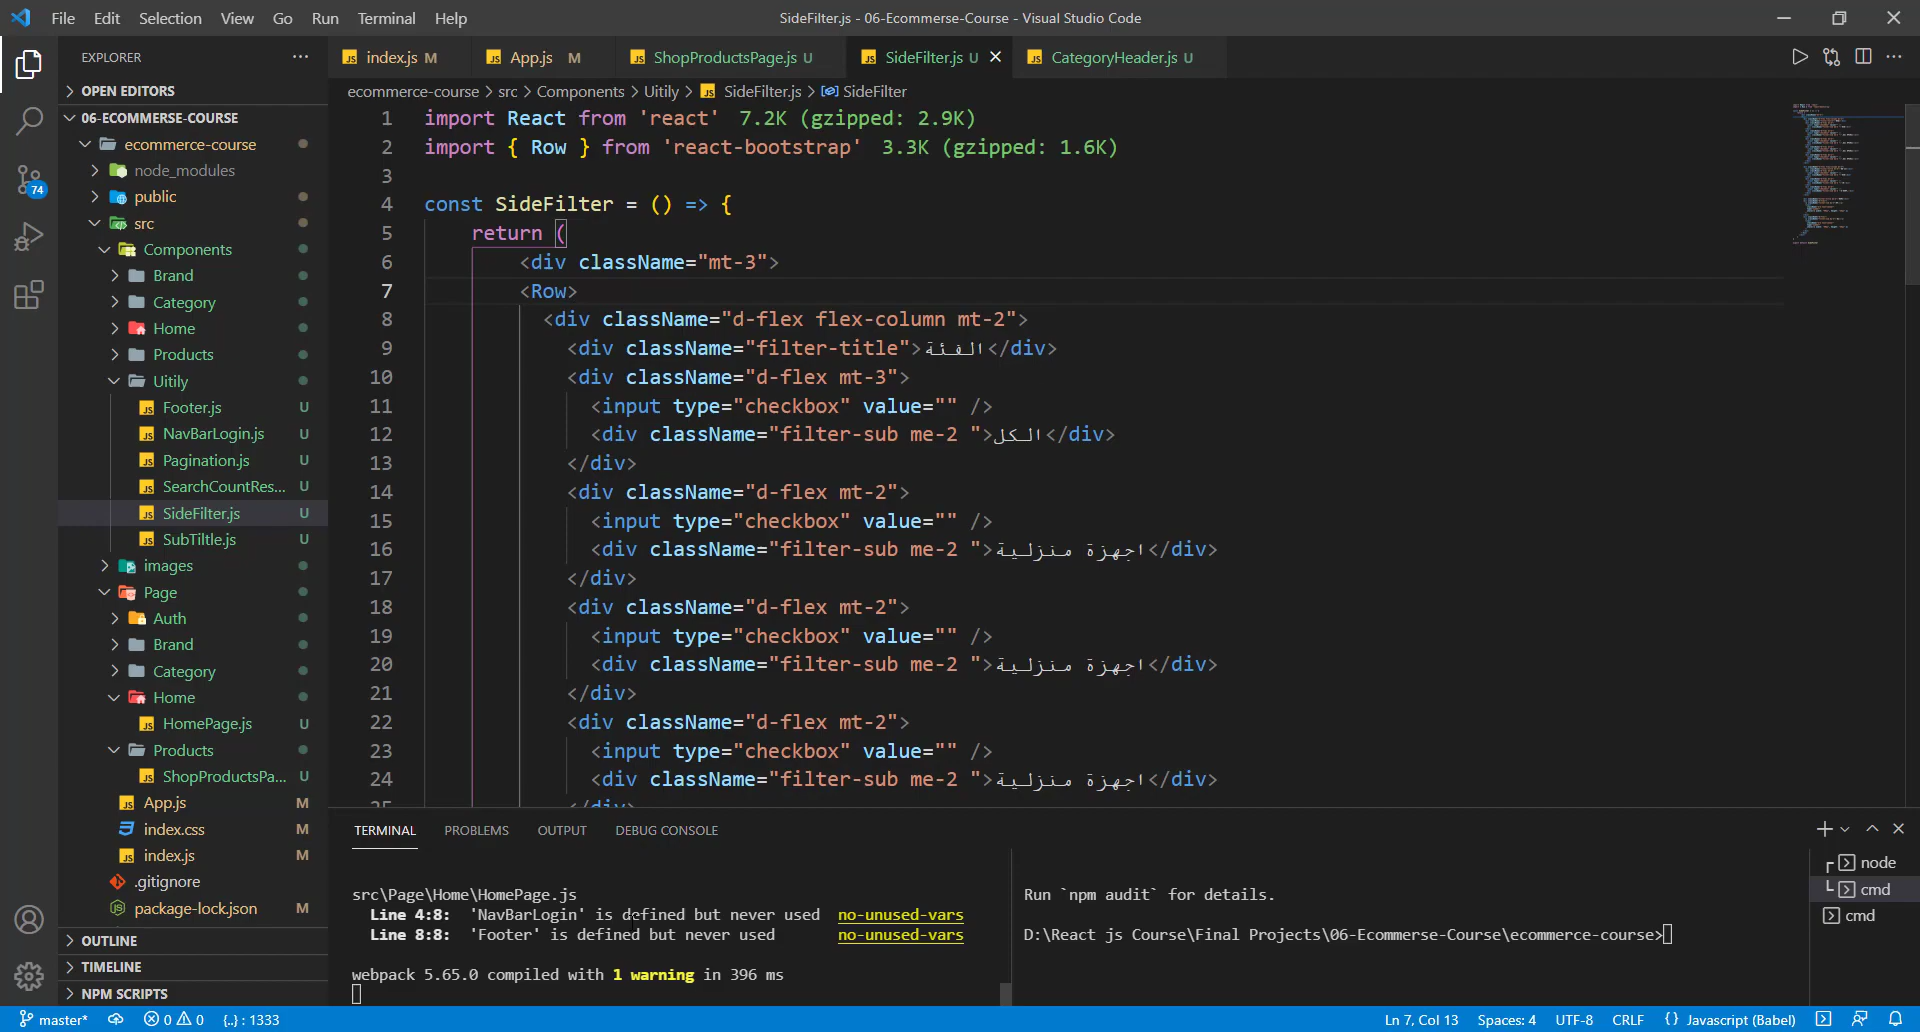 File Edit Selection View Go Run Terminal Help
SideFilter.js - 06-Ecommerse-Course - Visual Studio Code
EXPLORER
index.js M
App.js M
ShopProductsPage.js U
SideFilter.js U
CategoryHeader.js U
OPEN EDITORS
06-ECOMMERSE-COURSE
ecommerce-course
node_modules
public
src
Components
Brand
Category
Home
Products
Uitily
Footer.js U
NavBarLogin.js U
Pagination.js U
SearchCountRes... U
SideFilter.js U
SubTiltle.js U
images
Page
Auth
Brand
Category
Home
HomePage.js U
Products
ShopProductsPa... U
App.js M
index.css M
index.js M
.gitignore
package-lock.json
OUTLINE
TIMELINE
NPM SCRIPTS
74
ecommerce-course > src > Components > Uitily > SideFilter.js > SideFilter
1 import React from 'react' 7.2K (gzipped: 2.9K)
2 import { Row } from 'react-bootstrap' 3.3K (gzipped: 1.6K)
3
4 const SideFilter = () => {
5 return (
6 <div className="mt-3">
7 <Row>
8 <div className="d-flex flex-column mt-2">
9 <div className="filter-title">الفئة</div>
10 <div className="d-flex mt-3">
11 <input type="checkbox" value="" />
12 <div className="filter-sub me-2 ">الكل</div>
13 </div>
14 <div className="d-flex mt-2">
15 <input type="checkbox" value="" />
16 <div className="filter-sub me-2 ">اجهزة منزلية</div>
17 </div>
18 <div className="d-flex mt-2">
19 <input type="checkbox" value="" />
20 <div className="filter-sub me-2 ">اجهزة منزلية</div>
21 </div>
22 <div className="d-flex mt-2">
23 <input type="checkbox" value="" />
24 <div className="filter-sub me-2 ">اجهزة منزلية</div>
25 </div>
TERMINAL PROBLEMS OUTPUT DEBUG CONSOLE
src\Page\Home\HomePage.js
Line 4:8: 'NavBarLogin' is defined but never used no-unused-vars
Line 8:8: 'Footer' is defined but never used no-unused-vars
webpack 5.65.0 compiled with 1 warning in 396 ms
Run `npm audit` for details.
D:\React js Course\Final Projects\06-Ecommerse-Course\ecommerce-course>
node
cmd
cmd
master* 0 0 {..} : 1333
Ln 7, Col 13 Spaces: 4 UTF-8 CRLF {} Javascript (Babel)